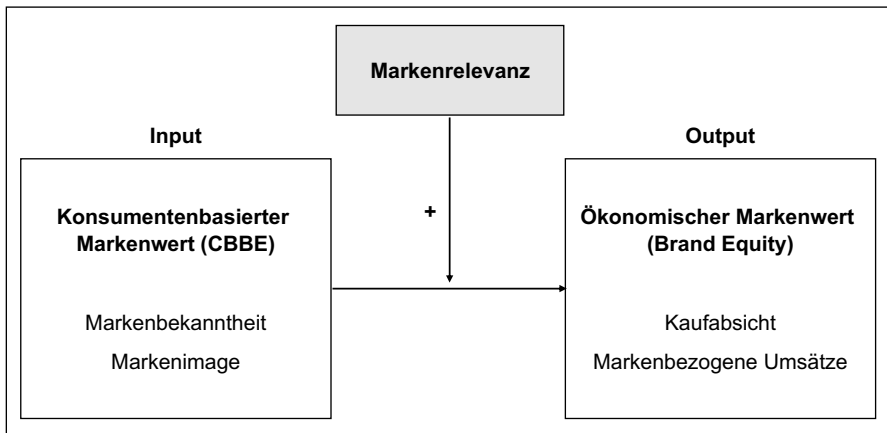 Markenrelevanz
Input
Output
Konsumentenbasierter
Markenwert (CBBE)
Markenbekanntheit
Markenimage
+
Ökonomischer Markenwert
(Brand Equity)
Kaufabsicht
Markenbezogene Umsätze